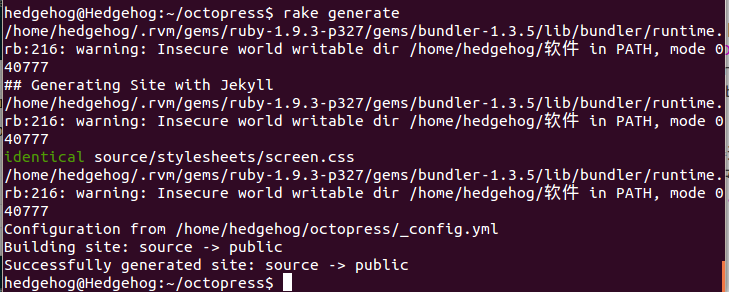 hedgehog@Hedgehog:~/octopress$ rake generate
/home/hedgehog/.rvm/gems/ruby-1.9.3-p327/gems/bundler-1.3.5/lib/bundler/runtime.
rb:216: warning: Insecure world writable dir /home/hedgehog/软件 in PATH, mode 0
40777
## Generating Site with Jekyll
/home/hedgehog/.rvm/gems/ruby-1.9.3-p327/gems/bundler-1.3.5/lib/bundler/runtime.
rb:216: warning: Insecure world writable dir /home/hedgehog/软件 in PATH, mode 0
40777
identical source/stylesheets/screen.css
/home/hedgehog/.rvm/gems/ruby-1.9.3-p327/gems/bundler-1.3.5/lib/bundler/runtime.
rb:216: warning: Insecure world writable dir /home/hedgehog/软件 in PATH, mode 0
40777
Configuration from /home/hedgehog/octopress/_config.yml
Building site: source -> public
Successfully generated site: source -> public
hedgehog@Hedgehog:~/octopress$